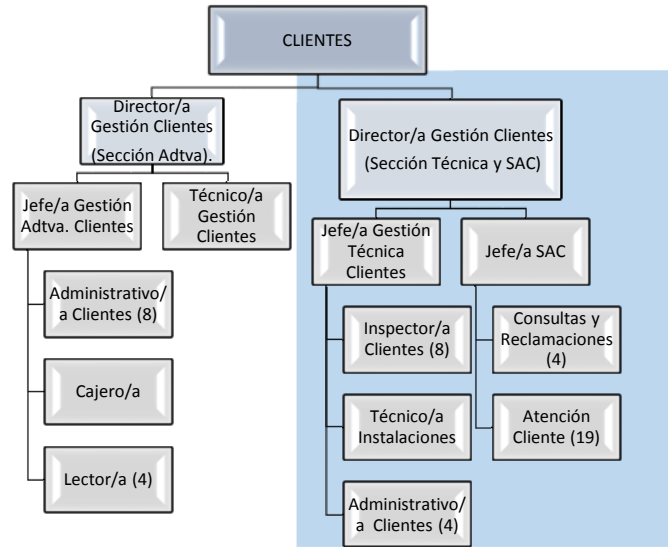 CLIENTES
Director/a
Gestión Clientes
(Sección Adtva).
Director/a Gestión Clientes
(Sección Técnica y SAC)
Jefe/a Gestión
Adtva. Clientes
Técnico/a
Gestión
Clientes
Jefe/a Gestión
Técnica
Clientes
Jefe/a SAC
Administrativo/
a Clientes (8)
Cajero/a
Lector/a (4)
Inspector/a
Clientes (8)
Técnico/a
Instalaciones
Administrativo/
a Clientes (4)
Consultas y
Reclamaciones
(4)
Atención
Cliente (19)